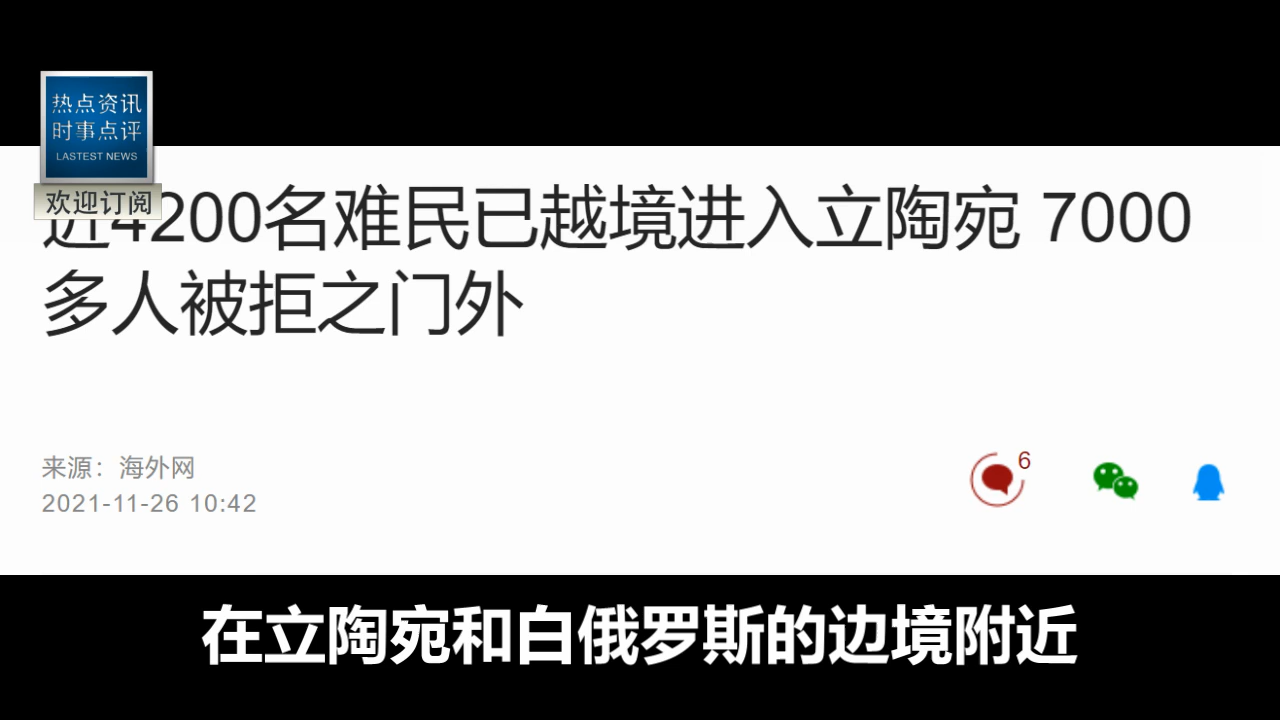 热点资讯
时事点评
LASTEST NEWS
欢迎订阅
近4200名难民已越境进入立陶宛 7000
多人被拒之门外
来源：海外网
2021-11-26 10:42
6
在立陶宛和白俄罗斯的边境附近